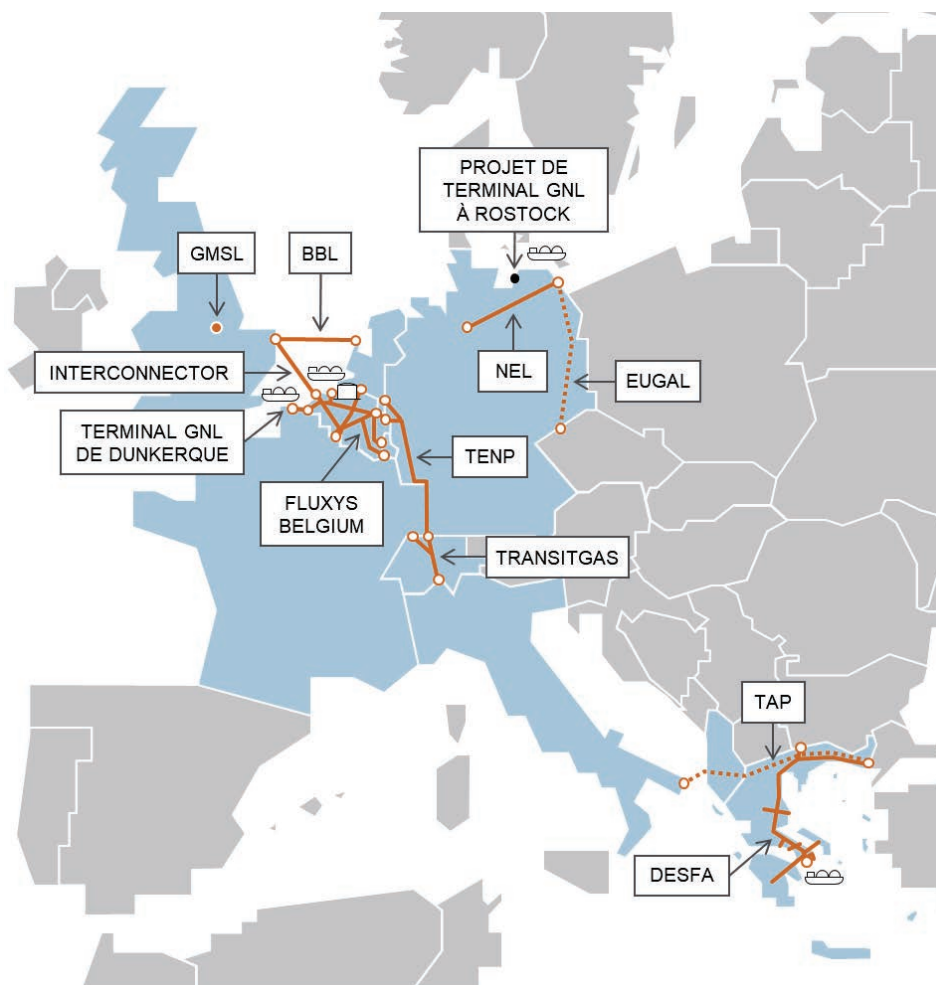 PROJET DE
TERMINAL GNL
À ROSTOCK
GMSL
BBL
INTERCONNECTOR
NEL
EUGAL
TERMINAL GNL
DE DUNKERQUE
TENP
FLUXYS
BELGIUM
TRANSITGAS
TAP
DESFA